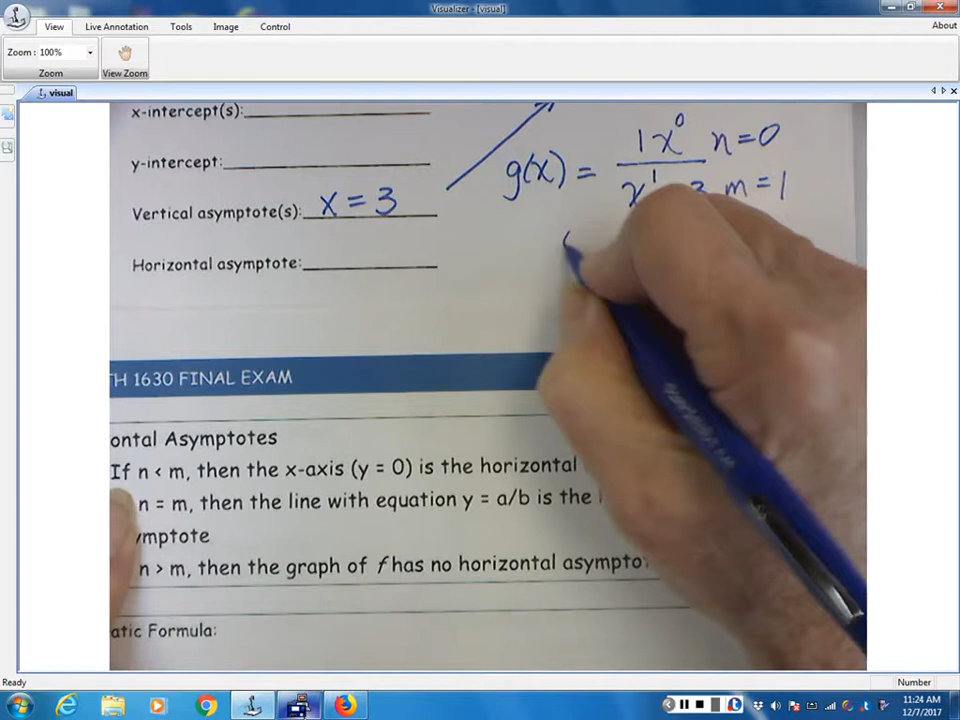 Visualizer - [visual]
View Live Annotation Tools Image Control About
Zoom : 100%
Zoom View Zoom
visual
x-intercept(s):
y-intercept:
Vertical asymptote(s): x = 3
Horizontal asymptote:
1x⁰ n=0
g(x) =
x¹ m=1
TH 1630 FINAL EXAM
ontal Asymptotes
If n < m, then the x-axis (y = 0) is the horizontal
n = m, then the line with equation y = a/b is the
ymptote
n > m, then the graph of f has no horizontal asympto
atic Formula:
Ready Number
11:24 AM
12/7/2017